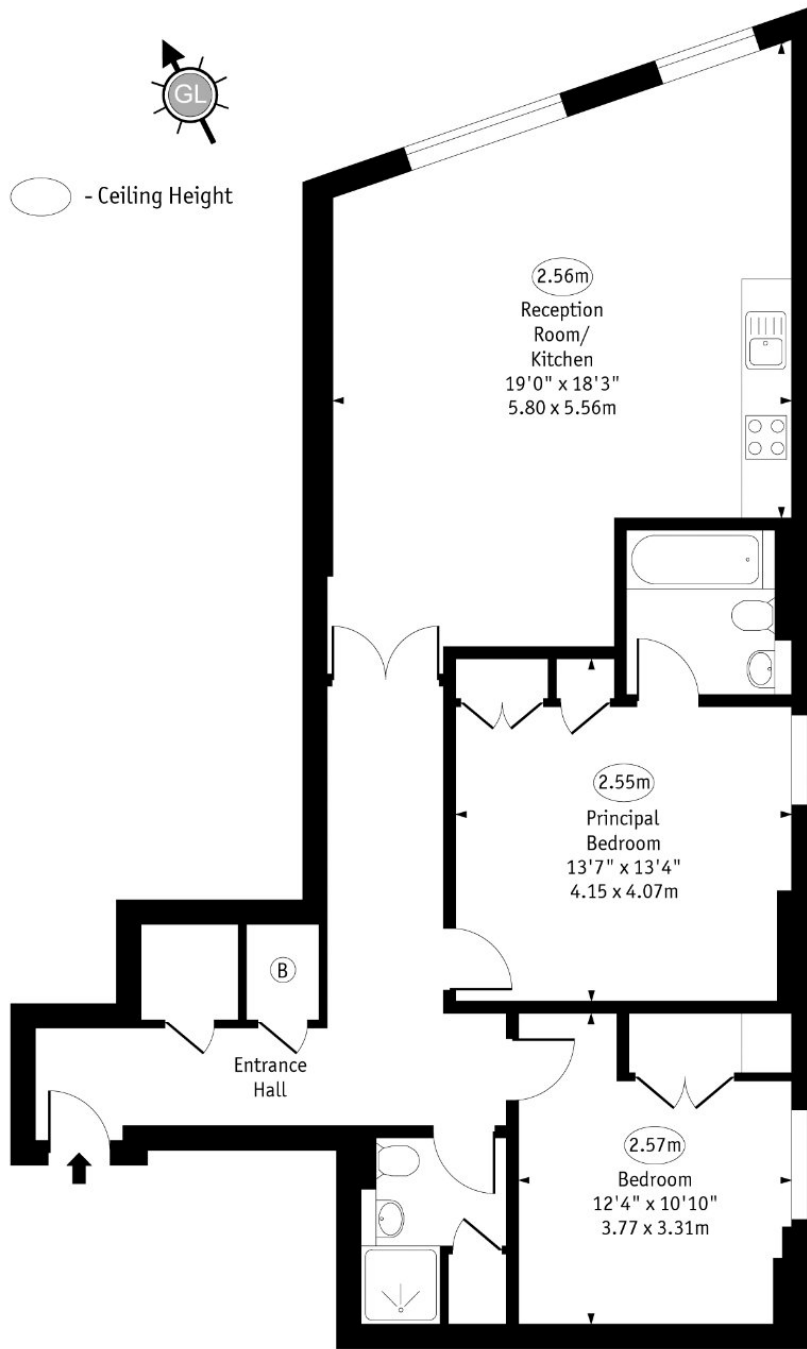 GL
- Ceiling Height
2.56m
Reception
Room/
Kitchen
19'0" x 18'3"
5.80 x 5.56m
2.55m
Principal
Bedroom
13'7" x 13'4"
4.15 x 4.07m
B
Entrance
Hall
2.57m
Bedroom
12'4" x 10'10"
3.77 x 3.31m